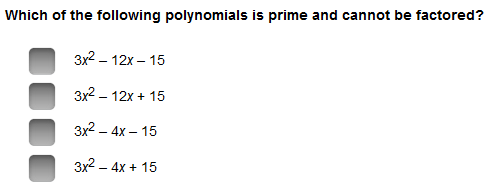 Which of the following polynomials is prime and cannot be factored?
3x² – 12x – 15
3x² – 12x + 15
3x² – 4x – 15
3x² – 4x + 15